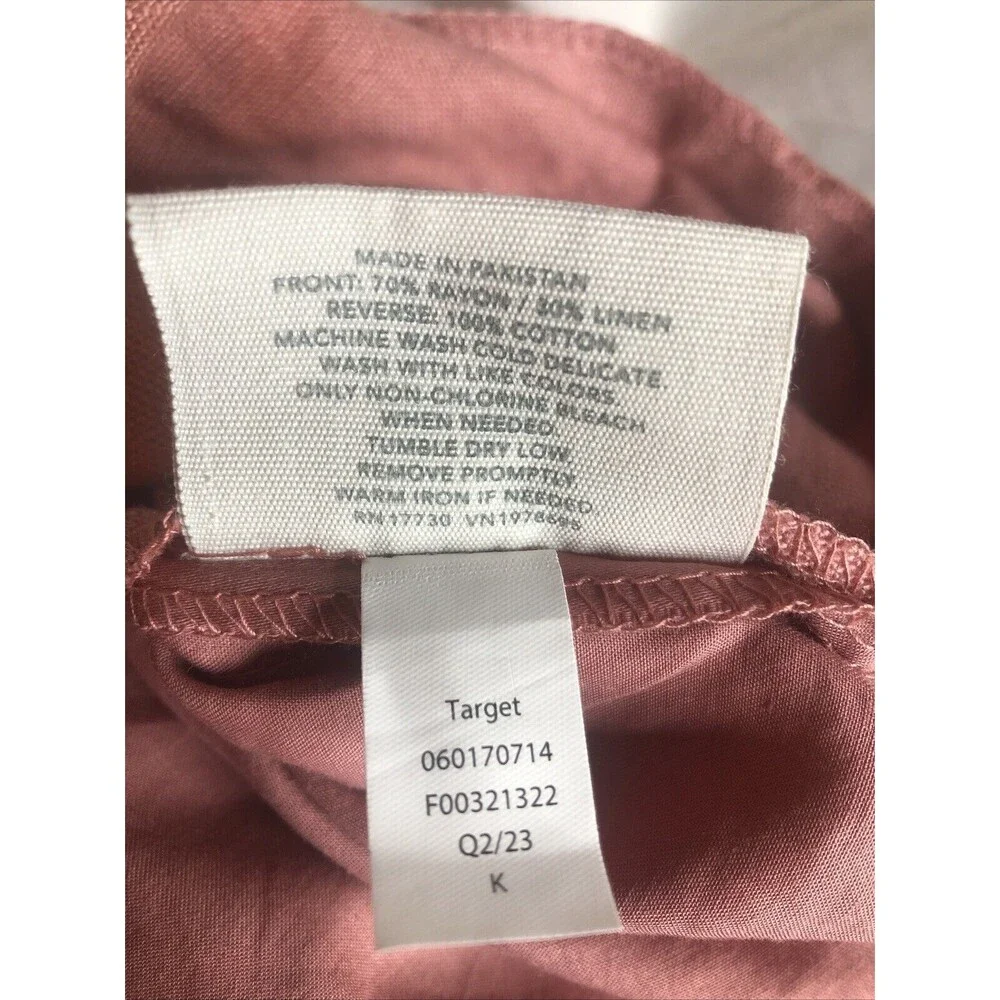 MADE IN PAKISTAN
FRONT: 70% RAYON / 30% LINEN
REVERSE: 100% COTTON.
MACHINE WASH COLD DELICATE.
WASH WITH LIKE COLORS.
ONLY NON-CHLORINE BLEACH
WHEN NEEDED.
TUMBLE DRY LOW.
REMOVE PROMPTLY.
WARM IRON IF NEEDED
RN17730
Target
060170714
F00321322
Q2/23
K